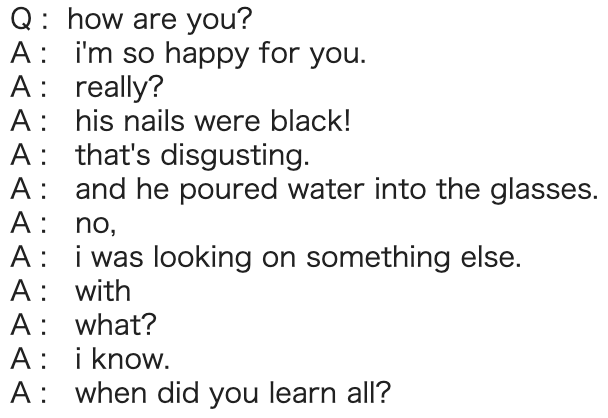 Q : how are you?
A : i'm so happy for you.
A : really?
A : his nails were black!
A : that's disgusting.
A : and he poured water into the glasses.
A : no,
A : i was looking on something else.
A : with
A : what?
A : i know.
A : when did you learn all?